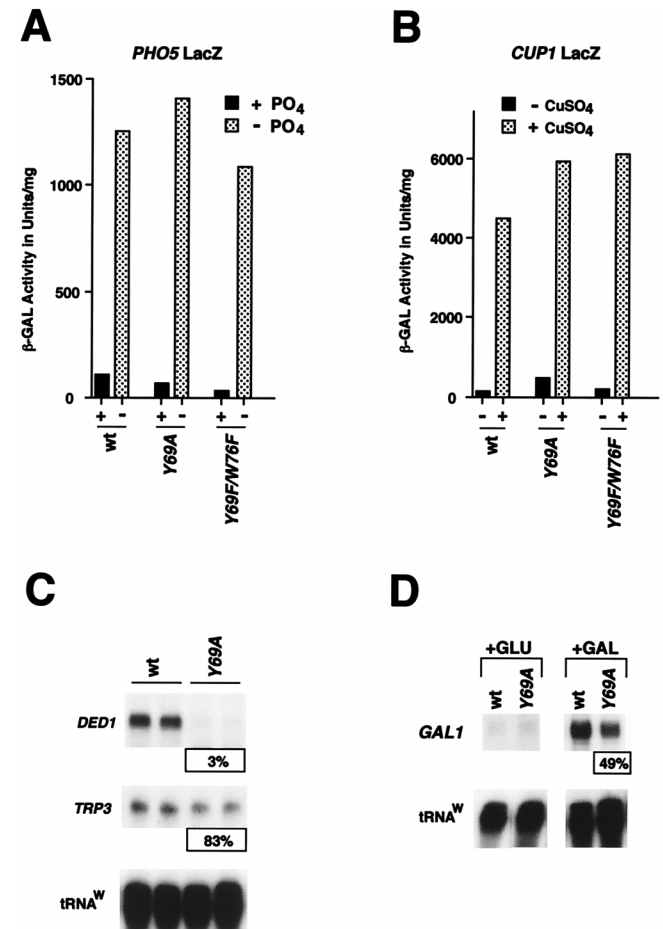 A
PHO5 LacZ
β-GAL Activity in Units/mg
1500
1000
500
0
+ PO4
- PO4
+ - + - + -
wt
Y69A
Y69F/W76F
B
CUP1 LacZ
β-GAL Activity in Units/mg
6000
4000
2000
0
- CuSO4
+ CuSO4
- + - + - +
wt
Y69A
Y69F/W76F
C
wt
Y69A
DED1
3%
TRP3
83%
tRNAW
D
+GLU
+GAL
wt
Y69A
wt
Y69A
GAL1
49%
tRNAW